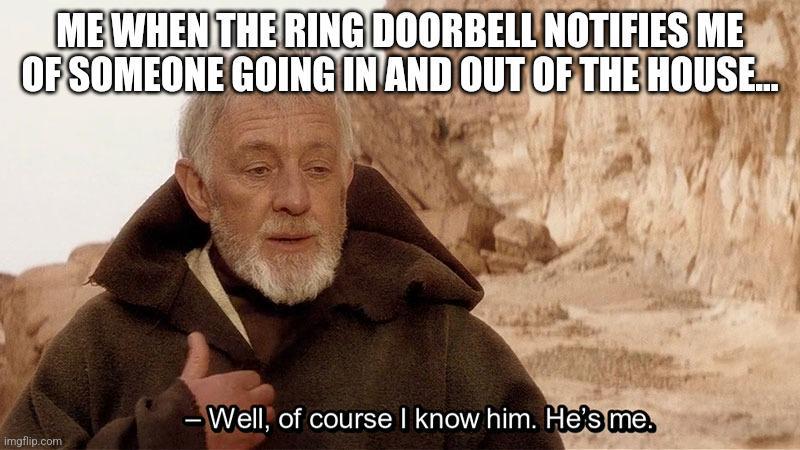 ME WHEN THE RING DOORBELL NOTIFIES ME
OF SOMEONE GOING IN AND OUT OF THE HOUSE...
– Well, of course I know him. He's me.
imgflip.com